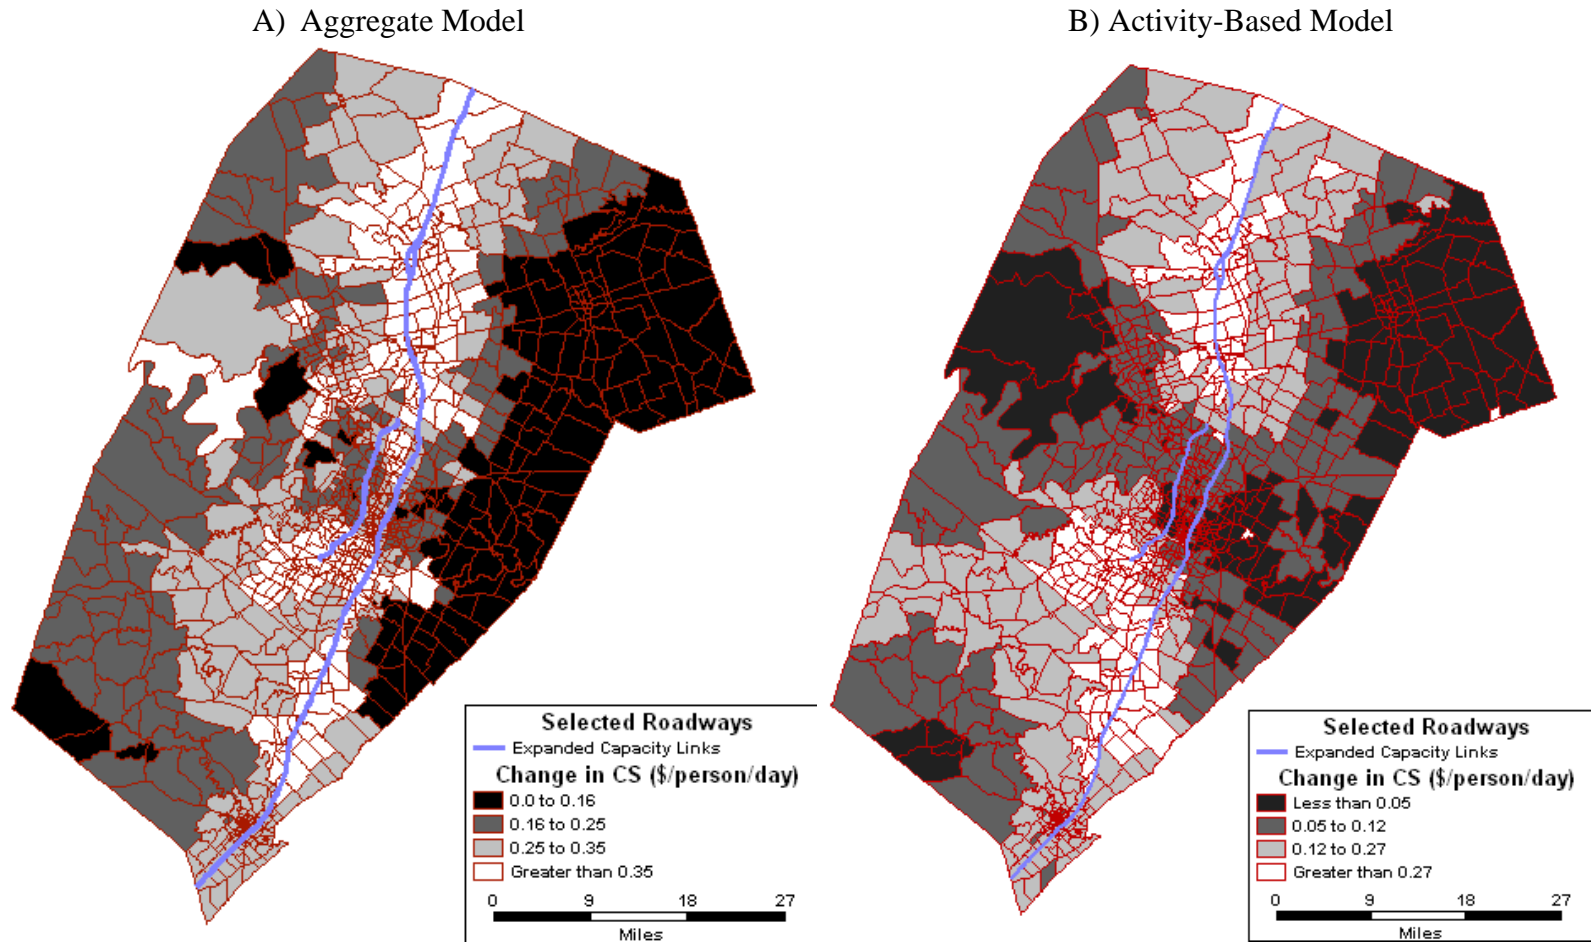 A) Aggregate Model
B) Activity-Based Model
Selected Roadways
Expanded Capacity Links
Change in CS ($/person/day)
0.0 to 0.16
0.16 to 0.25
0.25 to 0.35
Greater than 0.35
0 9 18 27
Miles
Selected Roadways
Expanded Capacity Links
Change in CS ($/person/day)
Less than 0.05
0.05 to 0.12
0.12 to 0.27
Greater than 0.27
0 9 18 27
Miles